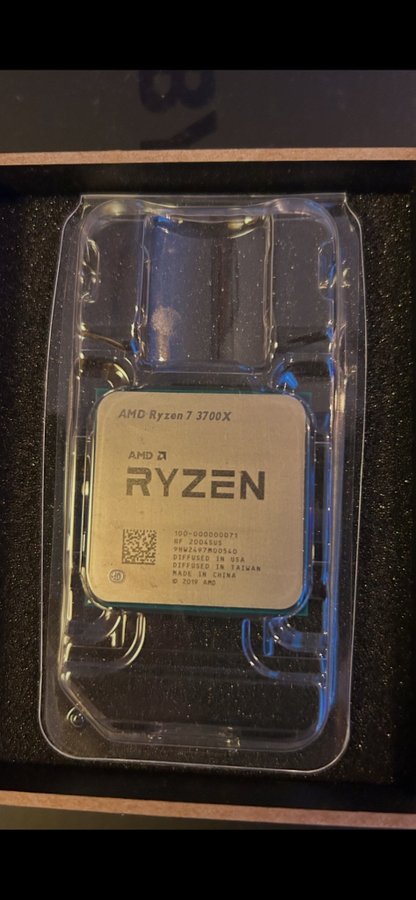 AMD Ryzen 7 3700X
AMD
RYZEN
100-000000071
BF 2004SUS
9HW2497M00540
DIFFUSED IN USA
DIFFUSED IN TAIWAN
MADE IN CHINA
© 2019 AMD